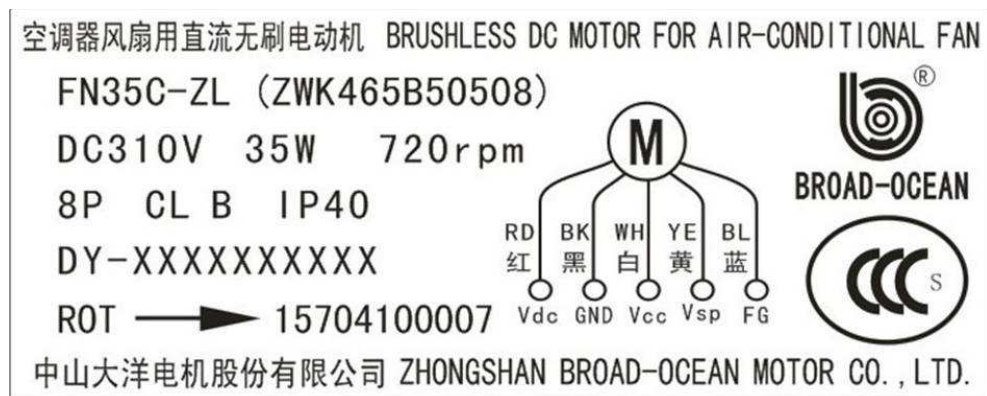 空调器风扇用直流无刷电动机 BRUSHLESS DC MOTOR FOR AIR-CONDITIONAL FAN
FN35C-ZL (ZWK465B50508)
DC310V 35W 720rpm
8P CL B IP40
DY-XXXXXXXXXX
ROT 15704100007
M
RD BK WH YE BL
红 黑 白 黄 蓝
Vdc GND Vcc Vsp FG
®
BROAD-OCEAN
CCC S
中山大洋电机股份有限公司 ZHONGSHAN BROAD-OCEAN MOTOR CO.,LTD.